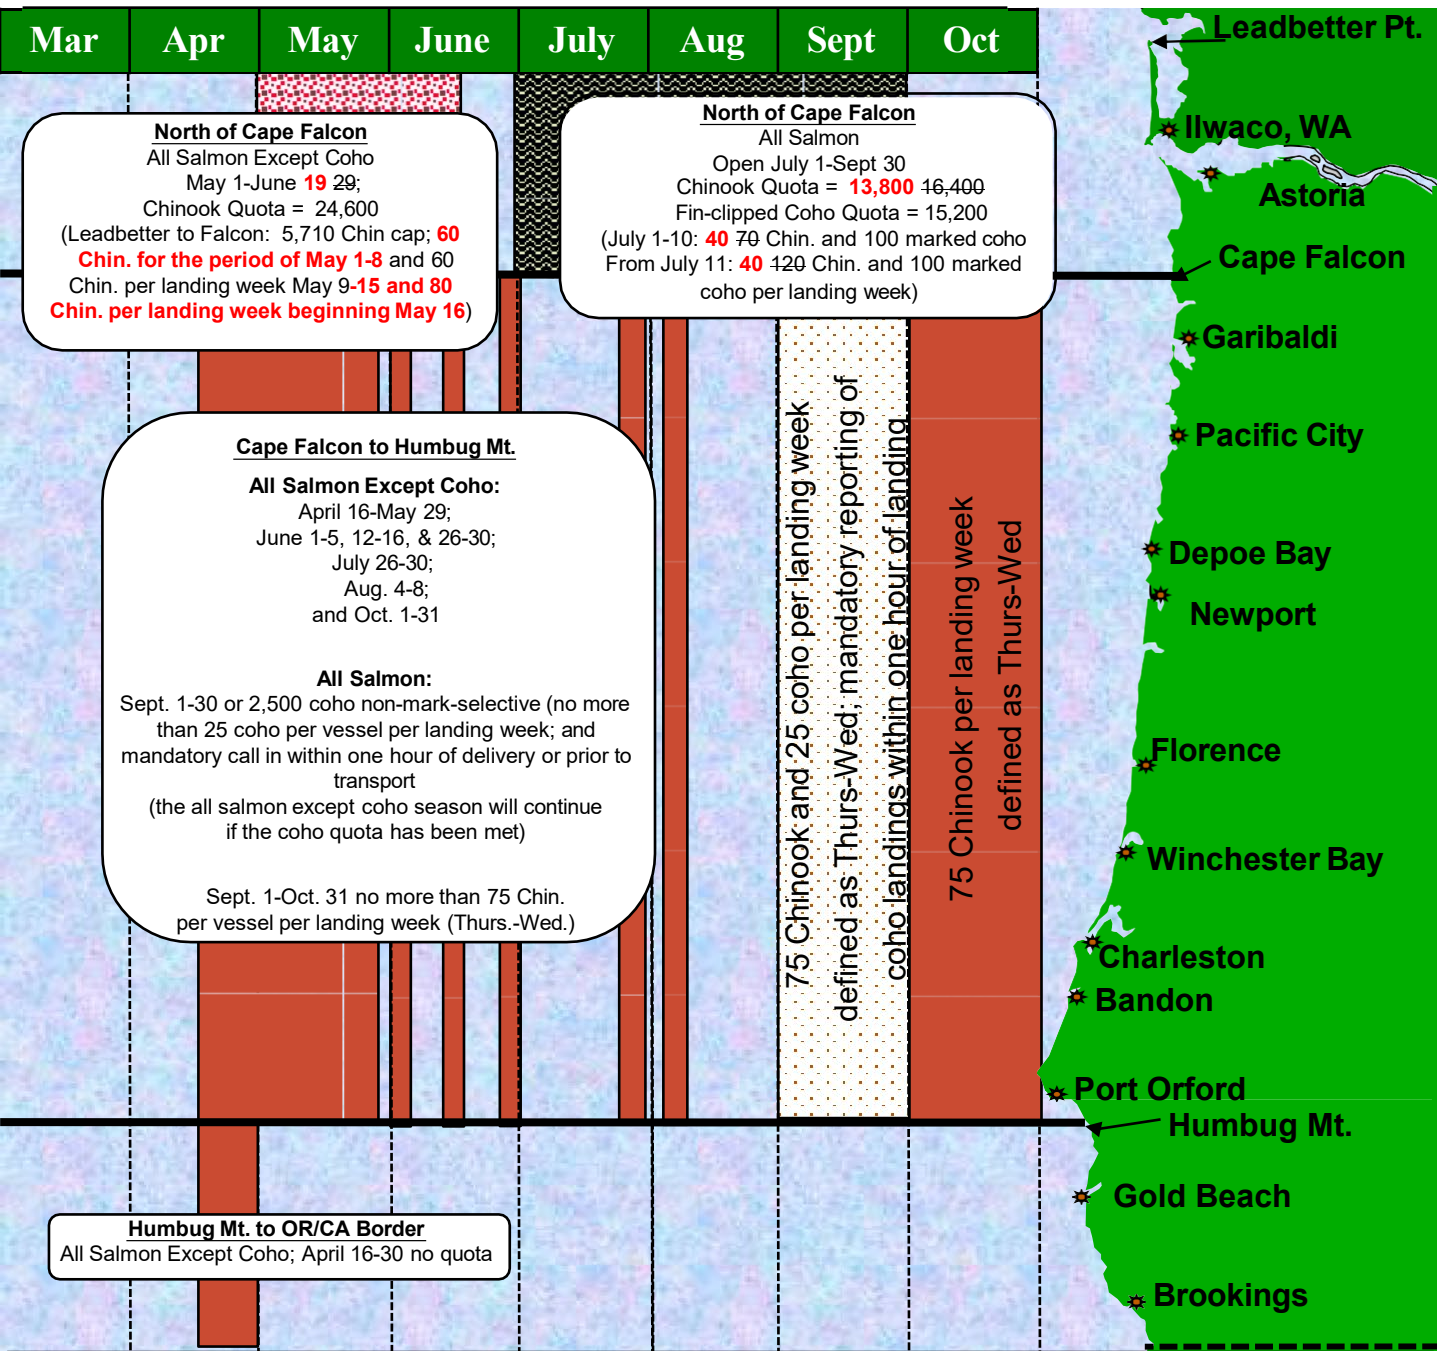 Mar Apr May June July Aug Sept Oct
North of Cape Falcon
All Salmon Except Coho
May 1-June 19 29;
Chinook Quota = 24,600
(Leadbetter to Falcon: 5,710 Chin cap; 60
Chin. for the period of May 1-8 and 60
Chin. per landing week May 9-15 and 80
Chin. per landing week beginning May 16)
North of Cape Falcon
All Salmon
Open July 1-Sept 30
Chinook Quota = 13,800 16,400
Fin-clipped Coho Quota = 15,200
(July 1-10: 40 70 Chin. and 100 marked coho
From July 11: 40 120 Chin. and 100 marked
coho per landing week)
Cape Falcon to Humbug Mt.
All Salmon Except Coho:
April 16-May 29;
June 1-5, 12-16, & 26-30;
July 26-30;
Aug. 4-8;
and Oct. 1-31
All Salmon:
Sept. 1-30 or 2,500 coho non-mark-selective (no more
than 25 coho per vessel per landing week; and
mandatory call in within one hour of delivery or prior to
transport
(the all salmon except coho season will continue
if the coho quota has been met)
Sept. 1-Oct. 31 no more than 75 Chin.
per vessel per landing week (Thurs.-Wed.)
75 Chinook and 25 coho per landing week
defined as Thurs-Wed; mandatory reporting of
coho landings within one hour of landing
75 Chinook per landing week
defined as Thurs-Wed
Humbug Mt. to OR/CA Border
All Salmon Except Coho; April 16-30 no quota
Leadbetter Pt.
Ilwaco, WA
Astoria
Cape Falcon
Garibaldi
Pacific City
Depoe Bay
Newport
Florence
Winchester Bay
Charleston
Bandon
Port Orford
Humbug Mt.
Gold Beach
Brookings